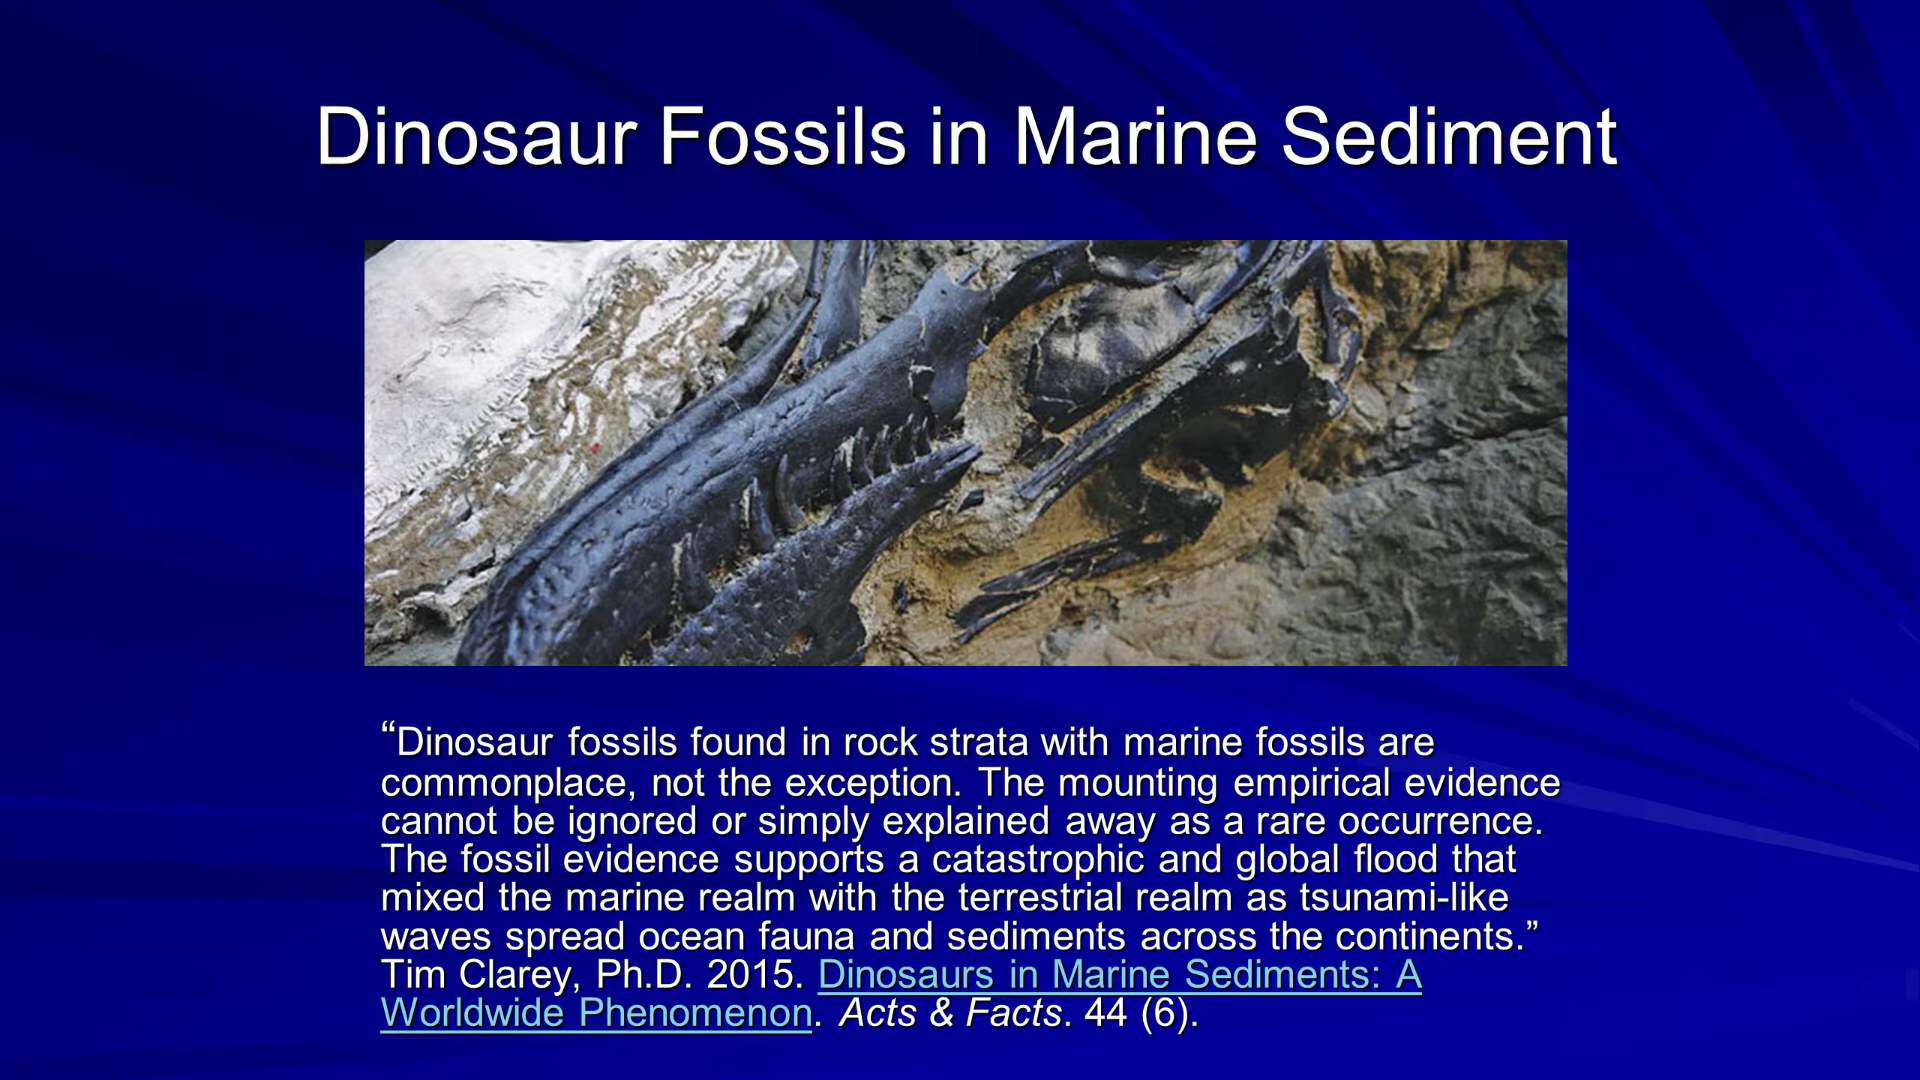 Dinosaur Fossils in Marine Sediment
“Dinosaur fossils found in rock strata with marine fossils are
commonplace, not the exception. The mounting empirical evidence
cannot be ignored or simply explained away as a rare occurrence.
The fossil evidence supports a catastrophic and global flood that
mixed the marine realm with the terrestrial realm as tsunami-like
waves spread ocean fauna and sediments across the continents.”
Tim Clarey, Ph.D. 2015. Dinosaurs in Marine Sediments: A
Worldwide Phenomenon. Acts & Facts. 44 (6).